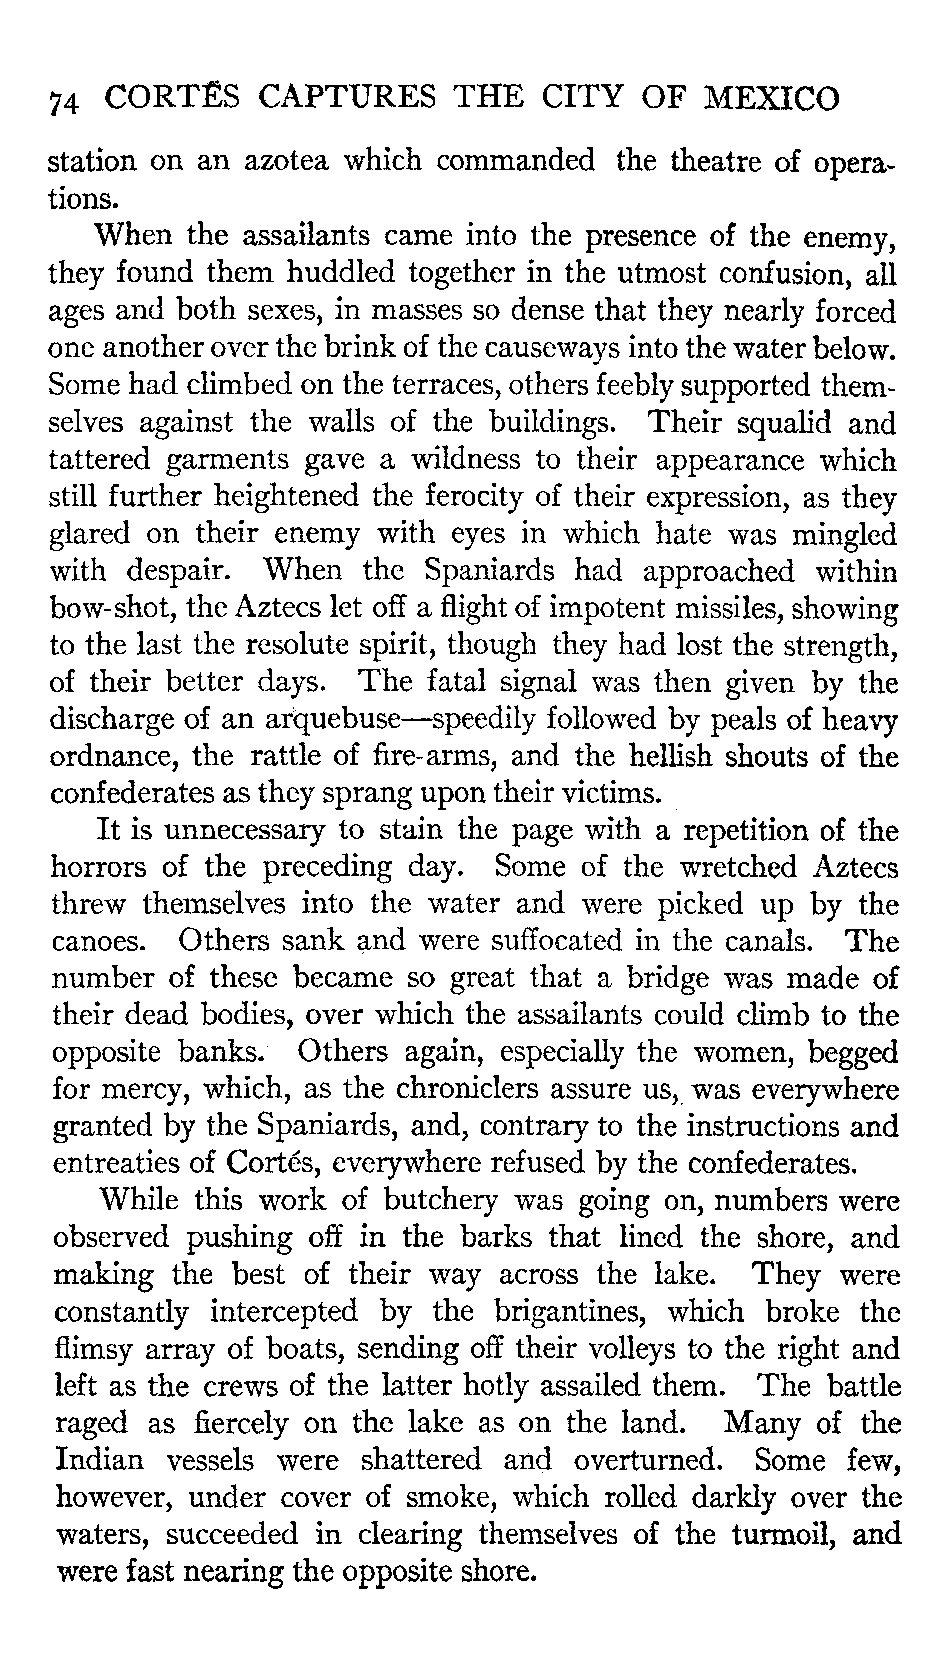 74 CORTÉS CAPTURES THE CITY OF MEXICO
station on an azotea which commanded the theatre of opera-
tions.
When the assailants came into the presence of the enemy,
they found them huddled together in the utmost confusion, all
ages and both sexes, in masses so dense that they nearly forced
one another over the brink of the causeways into the water below.
Some had climbed on the terraces, others feebly supported them-
selves against the walls of the buildings. Their squalid and
tattered garments gave a wildness to their appearance which
still further heightened the ferocity of their expression, as they
glared on their enemy with eyes in which hate was mingled
with despair. When the Spaniards had approached within
bow-shot, the Aztecs let off a flight of impotent missiles, showing
to the last the resolute spirit, though they had lost the strength,
of their better days. The fatal signal was then given by the
discharge of an arquebuse—speedily followed by peals of heavy
ordnance, the rattle of fire-arms, and the hellish shouts of the
confederates as they sprang upon their victims.
It is unnecessary to stain the page with a repetition of the
horrors of the preceding day. Some of the wretched Aztecs
threw themselves into the water and were picked up by the
canoes. Others sank and were suffocated in the canals. The
number of these became so great that a bridge was made of
their dead bodies, over which the assailants could climb to the
opposite banks. Others again, especially the women, begged
for mercy, which, as the chroniclers assure us, was everywhere
granted by the Spaniards, and, contrary to the instructions and
entreaties of Cortés, everywhere refused by the confederates.
While this work of butchery was going on, numbers were
observed pushing off in the barks that lined the shore, and
making the best of their way across the lake. They were
constantly intercepted by the brigantines, which broke the
flimsy array of boats, sending off their volleys to the right and
left as the crews of the latter hotly assailed them. The battle
raged as fiercely on the lake as on the land. Many of the
Indian vessels were shattered and overturned. Some few,
however, under cover of smoke, which rolled darkly over the
waters, succeeded in clearing themselves of the turmoil, and
were fast nearing the opposite shore.